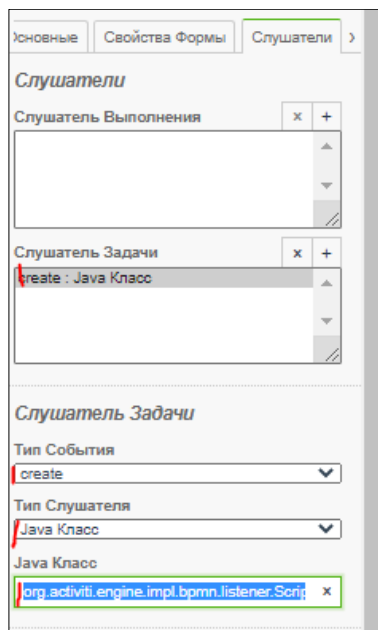 Основные Свойства Формы Слушатели
Слушатели
Слушатель Выполнения x +
Слушатель Задачи x +
create : Java Класс
Слушатель Задачи
Тип События
create
Тип Слушателя
Java Класс
Java Класс
org.activiti.engine.impl.bpmn.listener.Scrip x